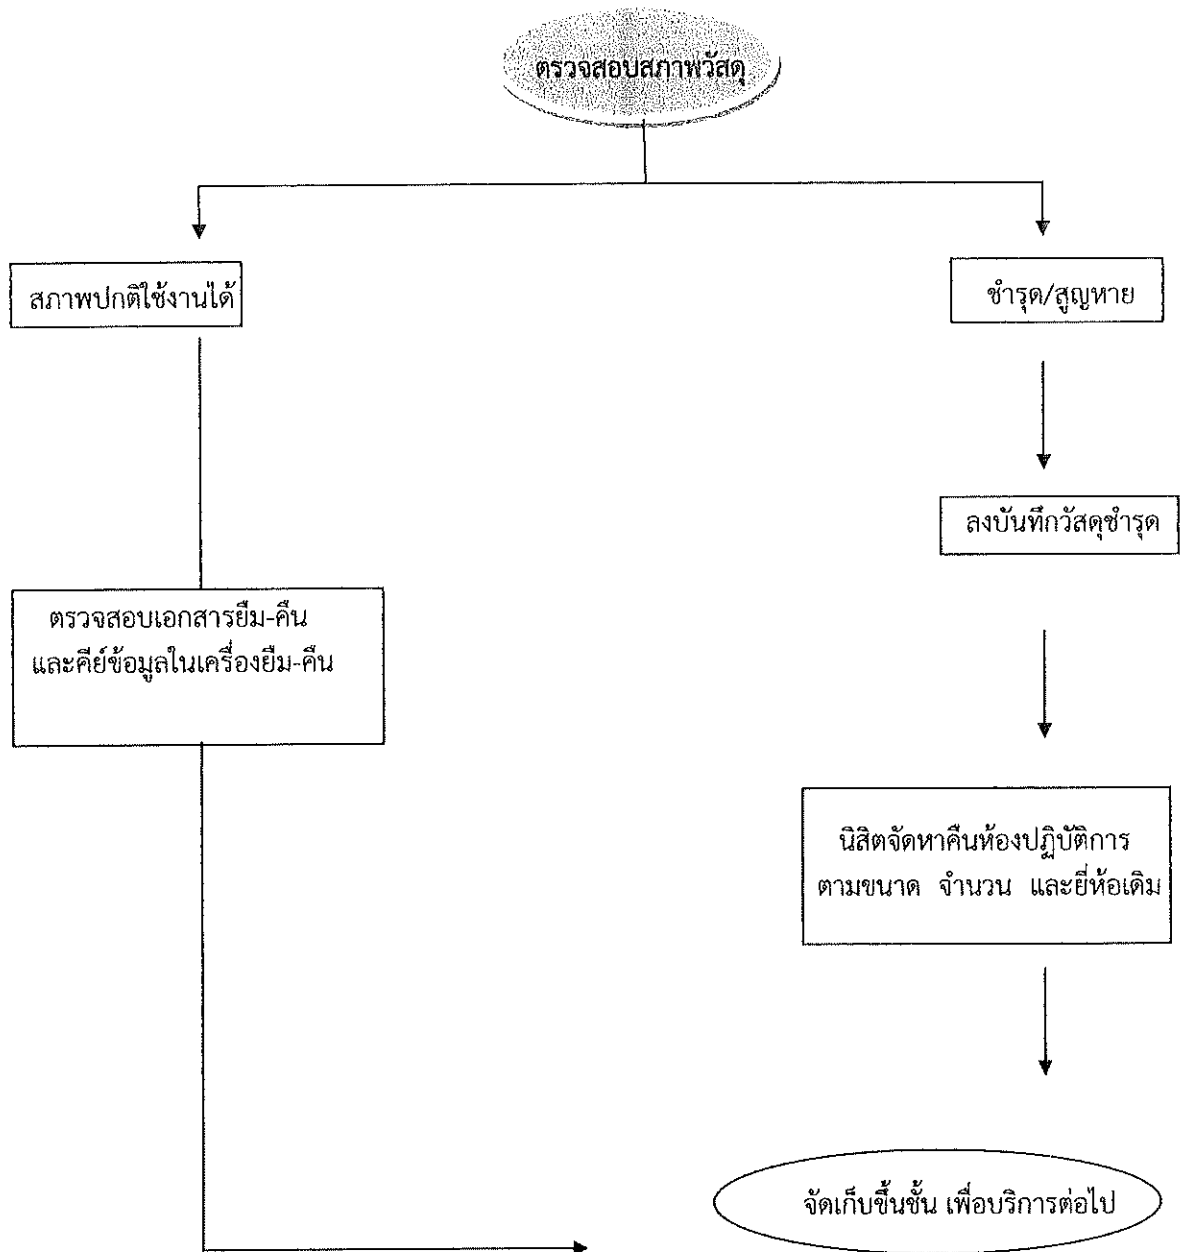 ตรวจสอบสภาพวัสดุ
สภาพปกติใช้งานได้
ชำรุด/สูญหาย
ลงบันทึกวัสดุชำรุด
ตรวจสอบเอกสารยืม-คืน
และคีย์ข้อมูลในเครื่องยืม-คืน
นิสิตจัดหาคืนห้องปฏิบัติการ
ตามขนาด จำนวน และยี่ห้อเดิม
จัดเก็บขึ้นชั้น เพื่อบริการต่อไป